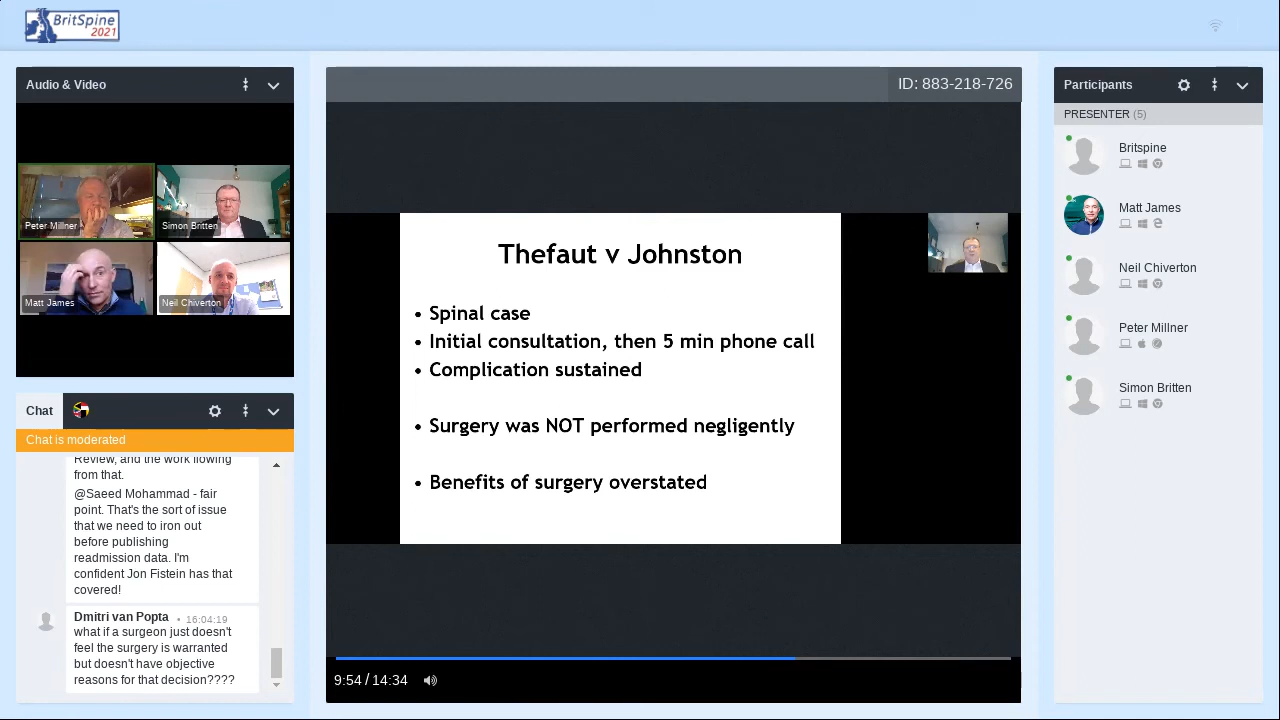 BritSpine
2021
Audio & Video
Peter Millner
Simon Britten
Matt James
Neil Chiverton
Chat
Chat is moderated
Review, and the work flowing
from that.
@Saeed Mohammad - fair
point. That's the sort of issue
that we need to iron out
before publishing
readmission data. I'm
confident Jon Fistein has that
covered!
Dmitri van Popta • 16:04:19
what if a surgeon just doesn't
feel the surgery is warranted
but doesn't have objective
reasons for that decision????
ID: 883-218-726
Thefaut v Johnston
• Spinal case
• Initial consultation, then 5 min phone call
• Complication sustained
• Surgery was NOT performed negligently
• Benefits of surgery overstated
9:54 / 14:34
Participants
PRESENTER (5)
Britspine
Matt James
Neil Chiverton
Peter Millner
Simon Britten